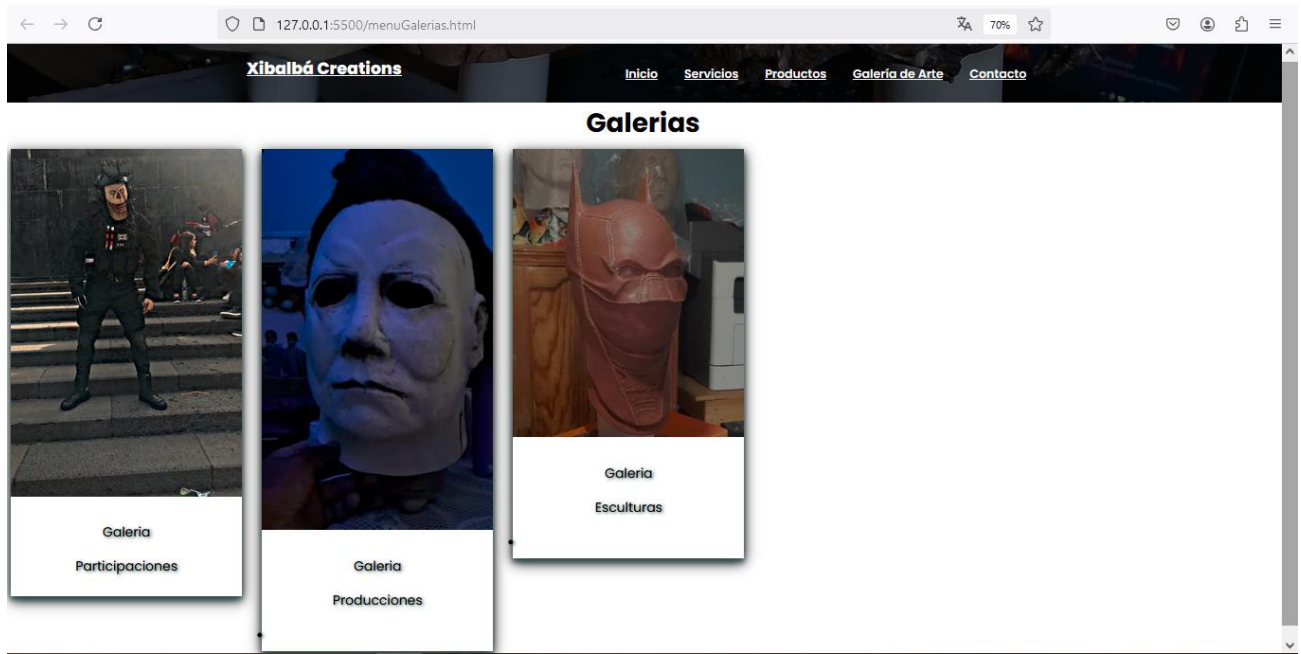 127.0.0.1:5500/menuGalerias.html
70%
Xibalbá Creations
Inicio Servicios Productos Galería de Arte Contacto
Galerias
Galeria
Participaciones
Galeria
Producciones
Galeria
Esculturas